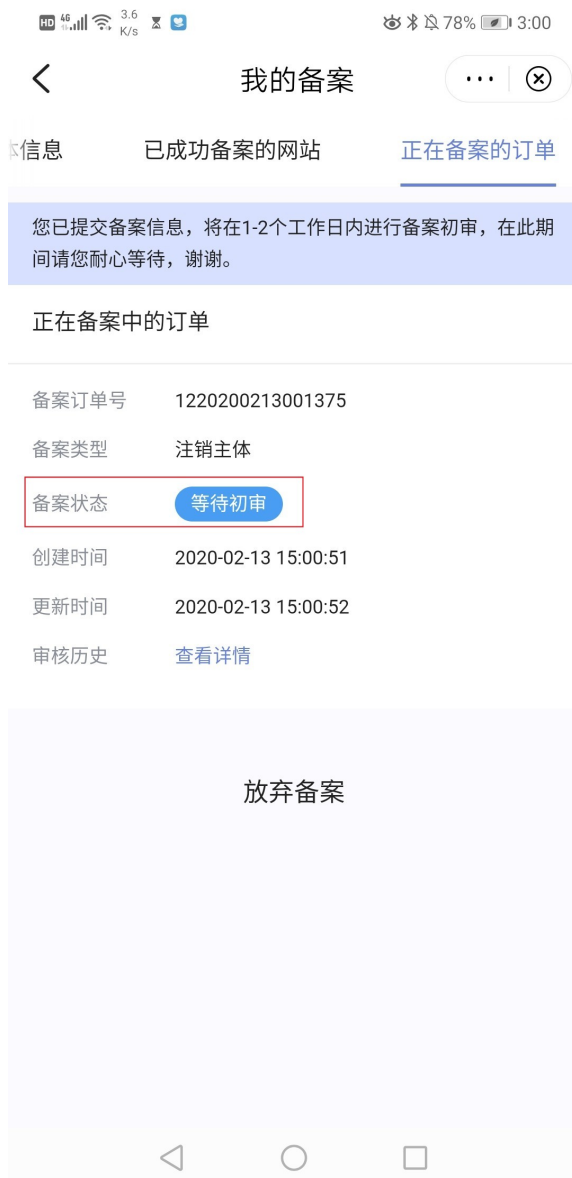 HD 4G 3.6 K/s 78% 3:00
我的备案
本信息 已成功备案的网站 正在备案的订单
您已提交备案信息，将在1-2个工作日内进行备案初审，在此期
间请您耐心等待，谢谢。
正在备案中的订单
备案订单号 1220200213001375
备案类型 注销主体
备案状态 等待初审
创建时间 2020-02-13 15:00:51
更新时间 2020-02-13 15:00:52
审核历史 查看详情
放弃备案